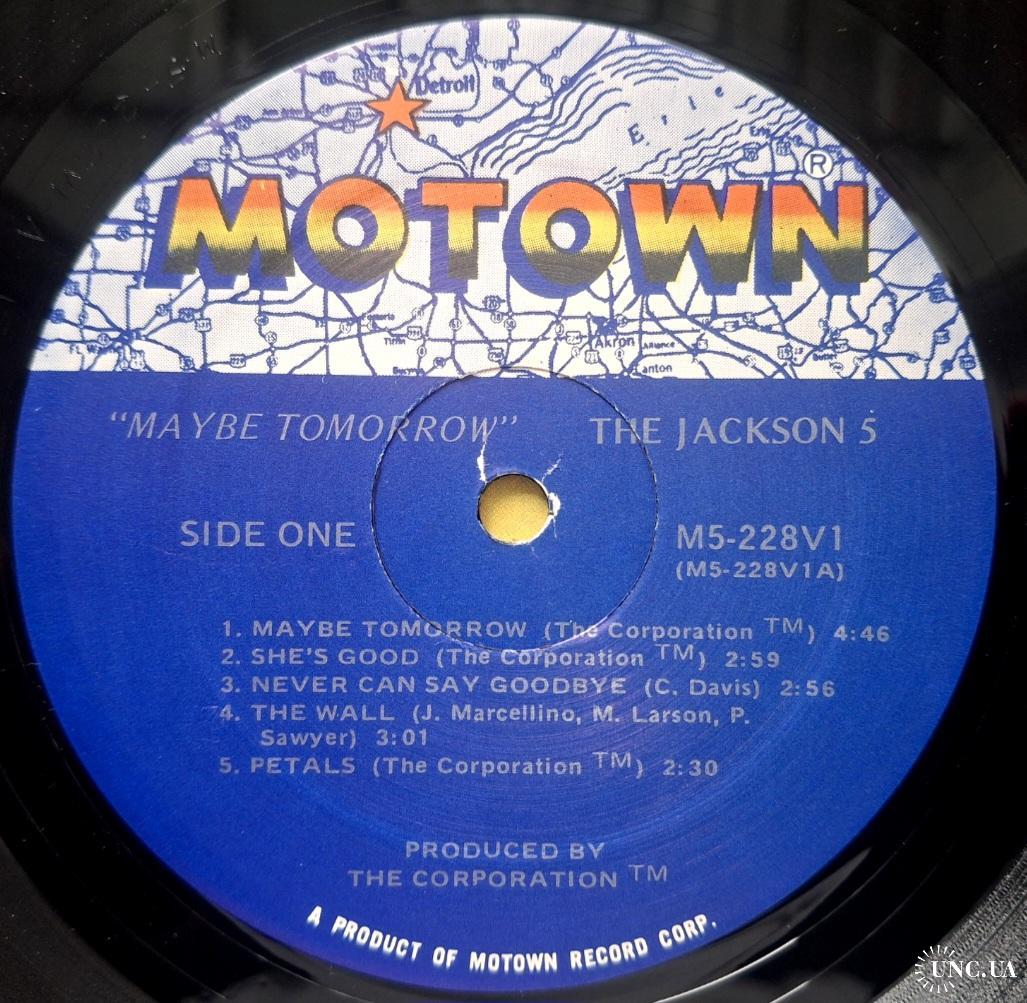 Detroit
E
®
MOTOWN
Akron
"MAYBE TOMORROW" THE JACKSON 5
SIDE ONE M5-228V1
(M5-228V1A)
1. MAYBE TOMORROW (The Corporation TM) 4:46
2. SHE'S GOOD (The Corporation TM) 2:59
3. NEVER CAN SAY GOODBYE (C. Davis) 2:56
4. THE WALL (J. Marcellino, M. Larson, P.
Sawyer) 3:01
5. PETALS (The Corporation TM) 2:30
PRODUCED BY
THE CORPORATION TM
A PRODUCT OF MOTOWN RECORD CORP.
UNC.UA